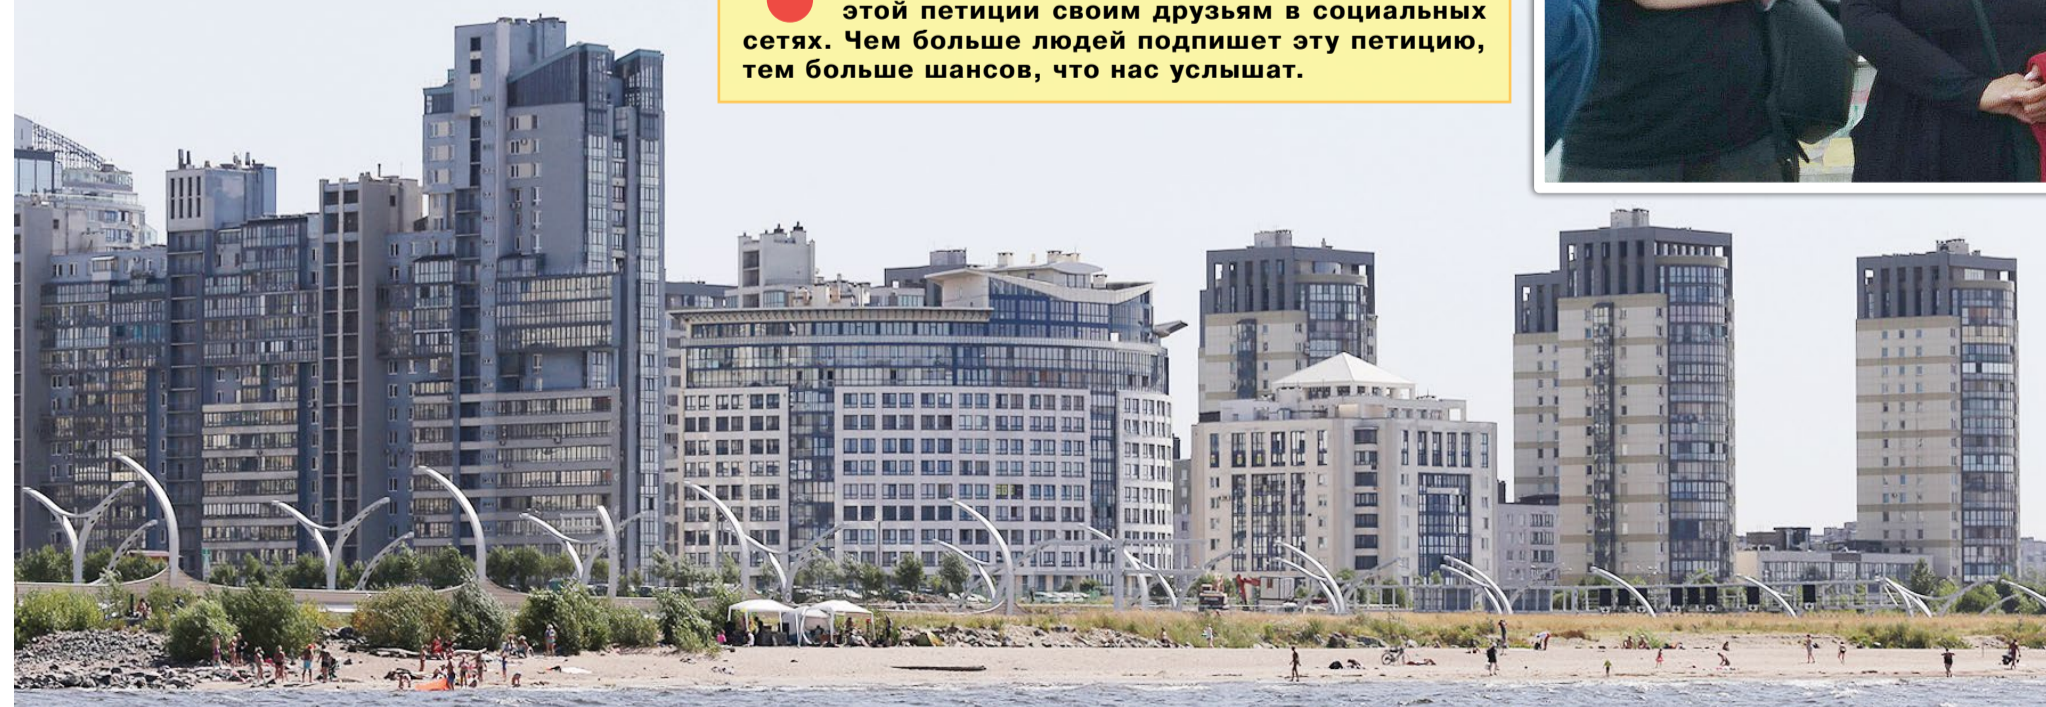 этой петиции своим друзьям в социальных
сетях. Чем больше людей подпишет эту петицию,
тем больше шансов, что нас услышат.